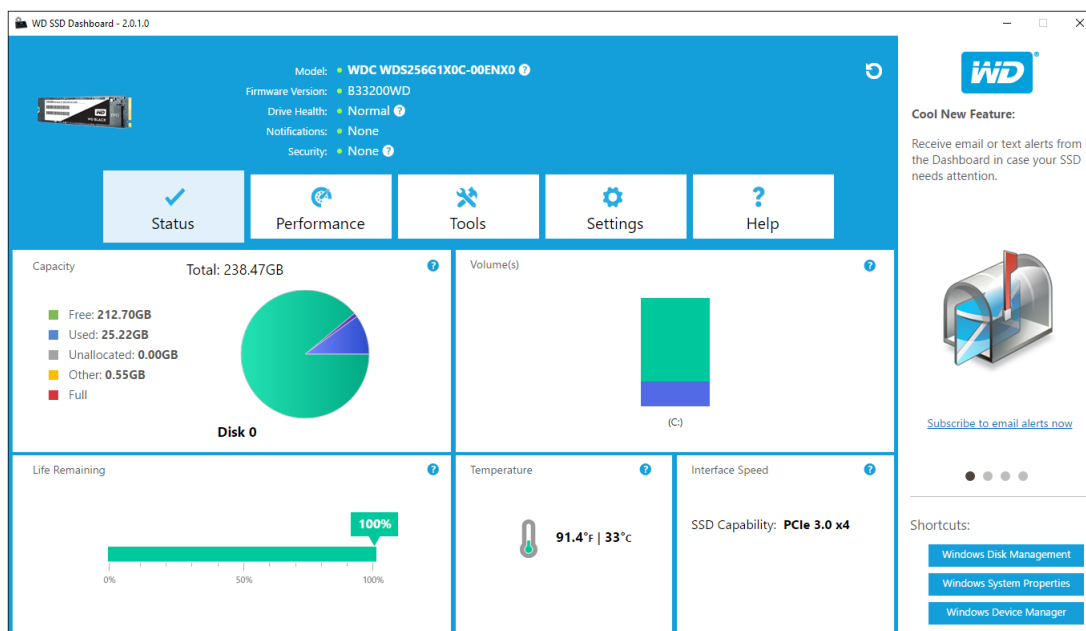 WD SSD Dashboard - 2.0.1.0
Model: WDC WDS256G1X0C-00ENX0 ?
Firmware Version: B33200WD
Drive Health: Normal ?
Notifications: None
Security: None ?
Status
Performance
Tools
Settings
Help
Capacity
Total: 238.47GB
Free: 212.70GB
Used: 25.22GB
Unallocated: 0.00GB
Other: 0.55GB
Full
Disk 0
Volume(s)
(C:)
Life Remaining
100%
0%
50%
100%
Temperature
91.4°F | 33°C
Interface Speed
SSD Capability: PCIe 3.0 x4
WD
Cool New Feature:
Receive email or text alerts from
the Dashboard in case your SSD
needs attention.
Subscribe to email alerts now
Shortcuts:
Windows Disk Management
Windows System Properties
Windows Device Manager